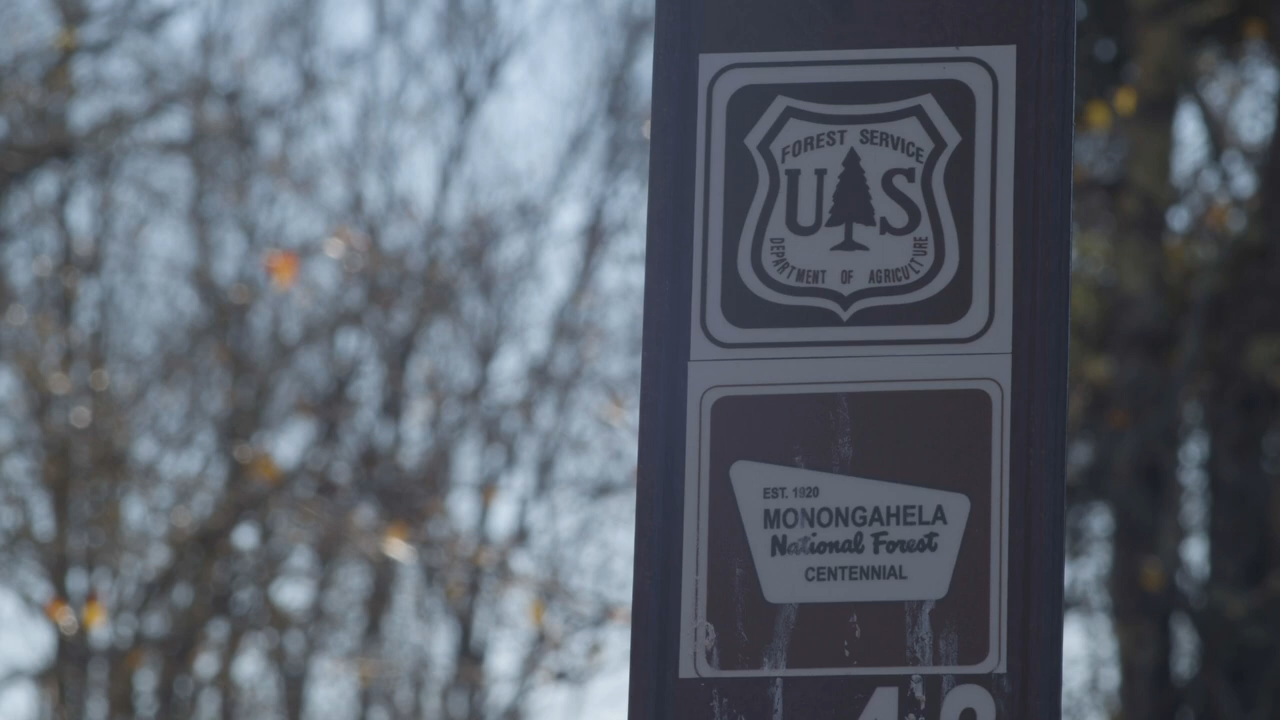 FOREST SERVICE
U S
DEPARTMENT OF AGRICULTURE
EST. 1920
MONONGAHELA
National Forest
CENTENNIAL